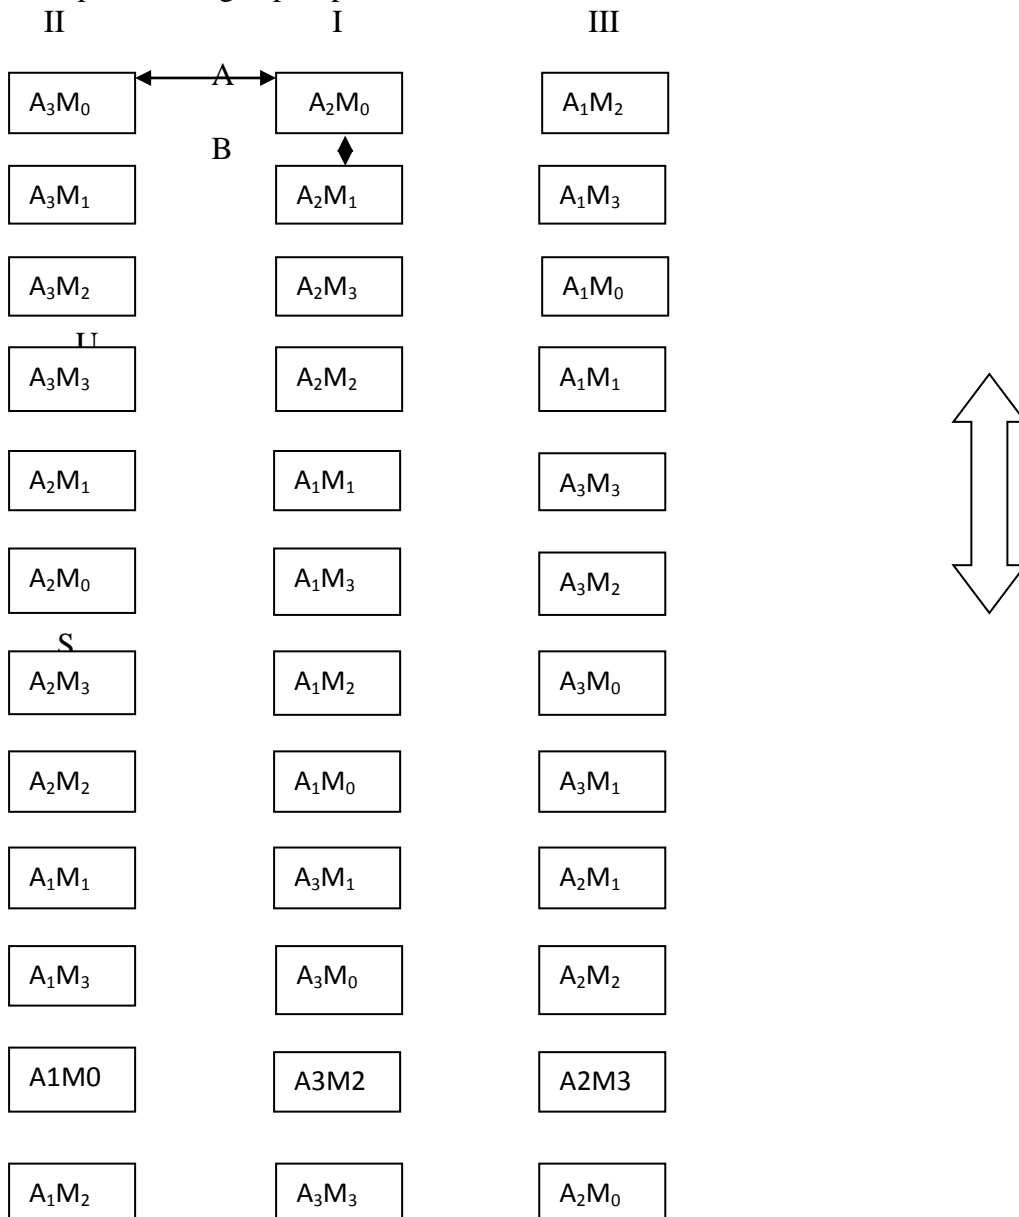 II I III
A₃M₀ A A₂M₀ A₁M₂
B
A₃M₁ A₂M₁ A₁M₃
A₃M₂ A₂M₃ A₁M₀
U
A₃M₃ A₂M₂ A₁M₁
A₂M₁ A₁M₁ A₃M₃
A₂M₀ A₁M₃ A₃M₂
S
A₂M₃ A₁M₂ A₃M₀
A₂M₂ A₁M₀ A₃M₁
A₁M₁ A₃M₁ A₂M₁
A₁M₃ A₃M₀ A₂M₂
A1M0 A3M2 A2M3
A₁M₂ A₃M₃ A₂M₀